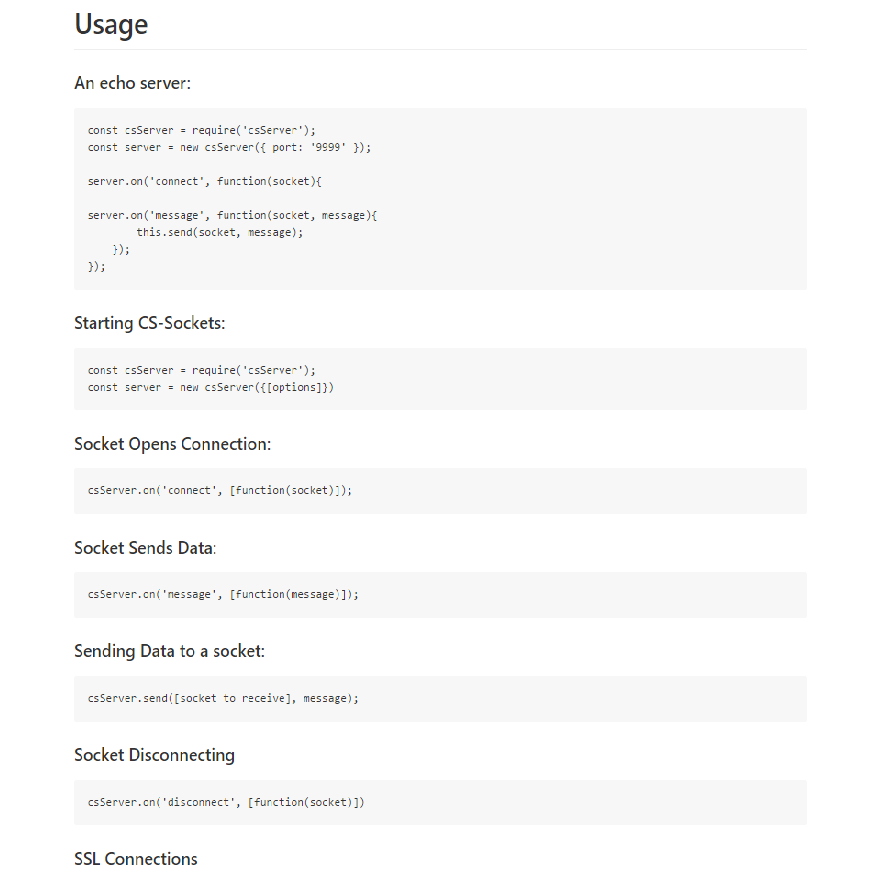 Usage
An echo server:
const csServer = require('csServer');
const server = new csServer({ port: '9999' });
server.on('connect', function(socket){
server.on('message', function(socket, message){
        this.send(socket, message);
    });
});
Starting CS-Sockets:
const csServer = require('csServer');
const server = new csServer({[options]})
Socket Opens Connection:
csServer.on('connect', [function(socket)]);
Socket Sends Data:
csServer.on('message', [function(message)]);
Sending Data to a socket:
csServer.send([socket to receive], message);
Socket Disconnecting
csServer.on('disconnect', [function(socket)])
SSL Connections